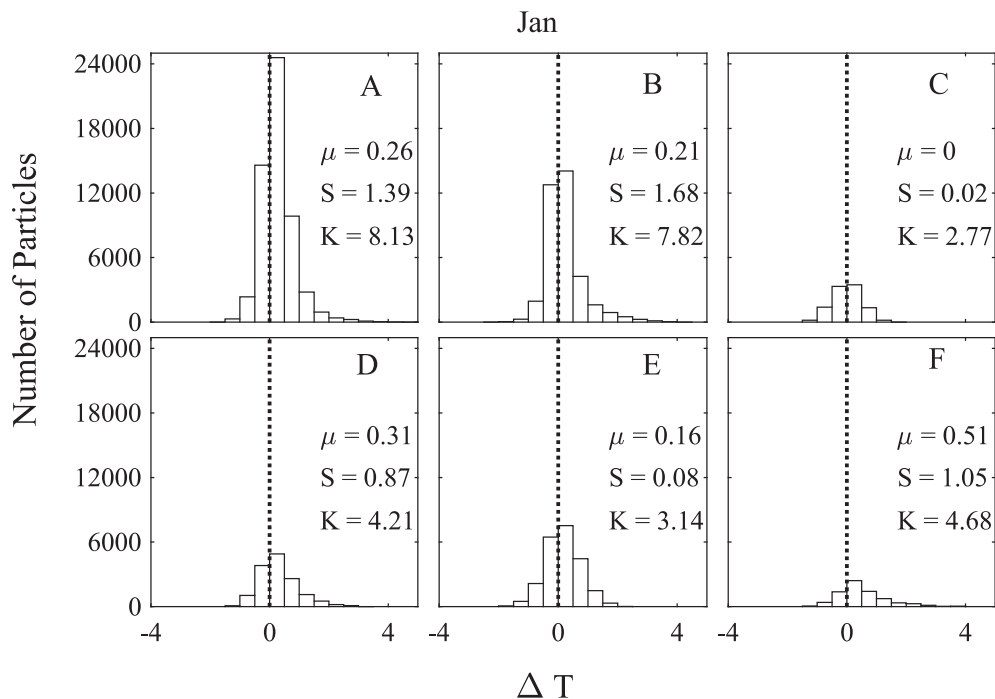 Jan
Number of Particles
24000
18000
12000
6000
0
A
μ = 0.26
S = 1.39
K = 8.13
B
μ = 0.21
S = 1.68
K = 7.82
C
μ = 0
S = 0.02
K = 2.77
24000
18000
12000
6000
0
D
μ = 0.31
S = 0.87
K = 4.21
E
μ = 0.16
S = 0.08
K = 3.14
F
μ = 0.51
S = 1.05
K = 4.68
-4 0 4 -4 0 4 -4 0 4
Δ T